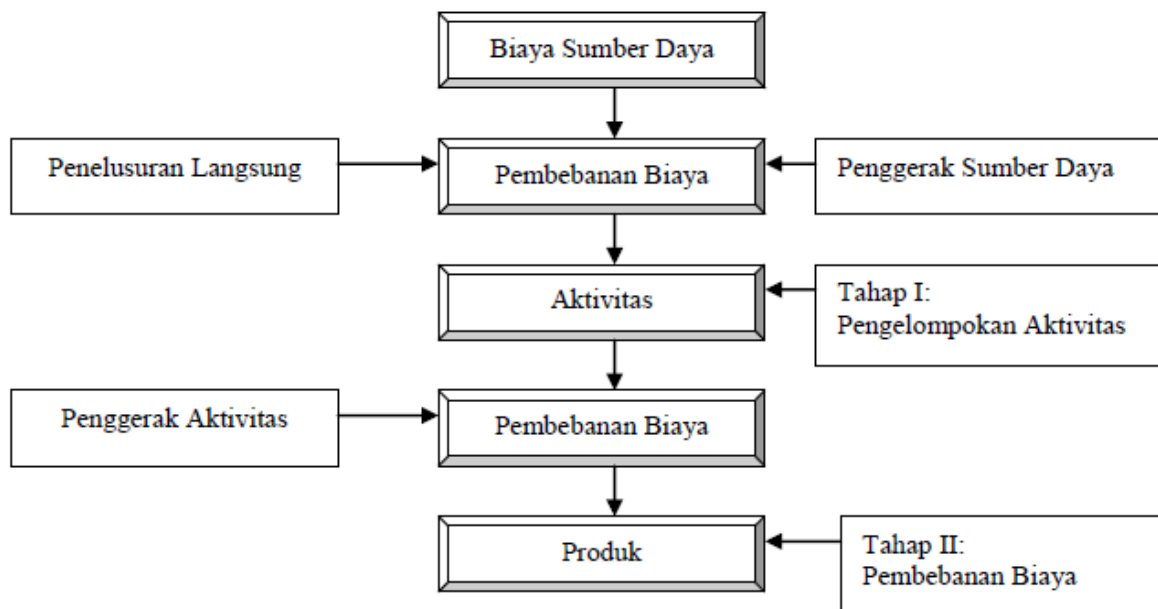 Biaya Sumber Daya
Penelusuran Langsung
Pembebanan Biaya
Penggerak Sumber Daya
Aktivitas
Tahap I:
Pengelompokan Aktivitas
Penggerak Aktivitas
Pembebanan Biaya
Produk
Tahap II:
Pembebanan Biaya